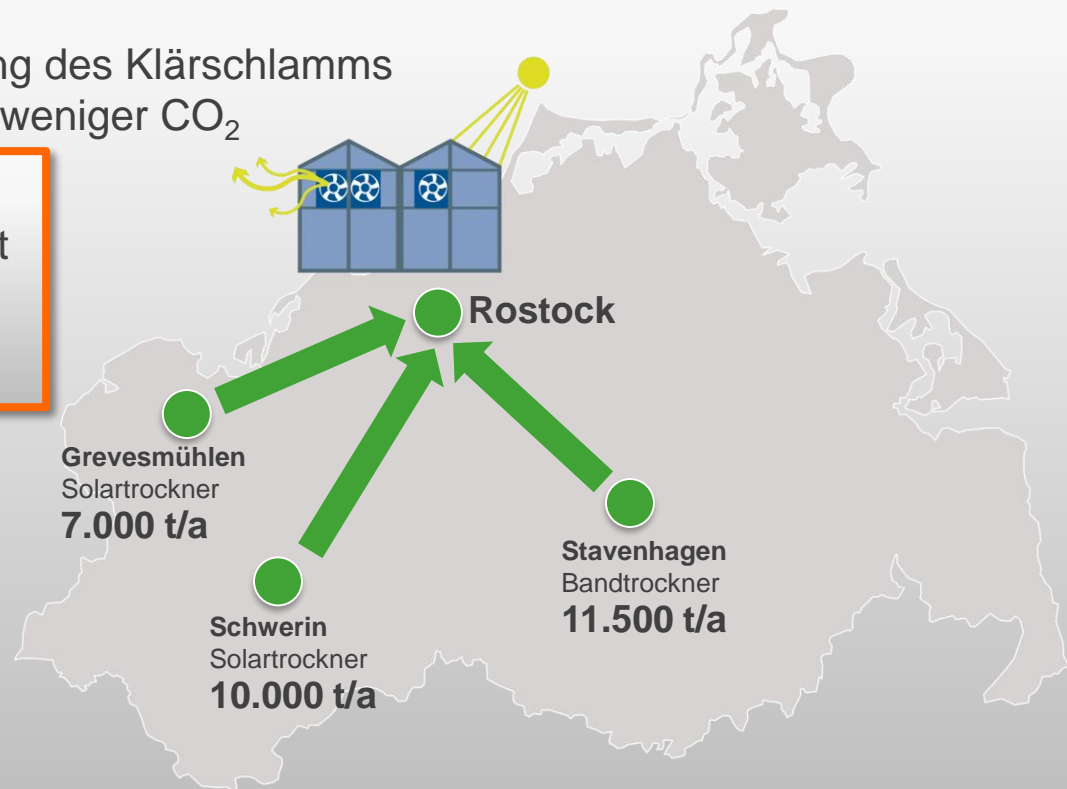 ng des Klärschlamms
weniger CO₂
t
Rostock
Grevesmühlen
Solartrockner
7.000 t/a
Schwerin
Solartrockner
10.000 t/a
Stavenhagen
Bandtrockner
11.500 t/a